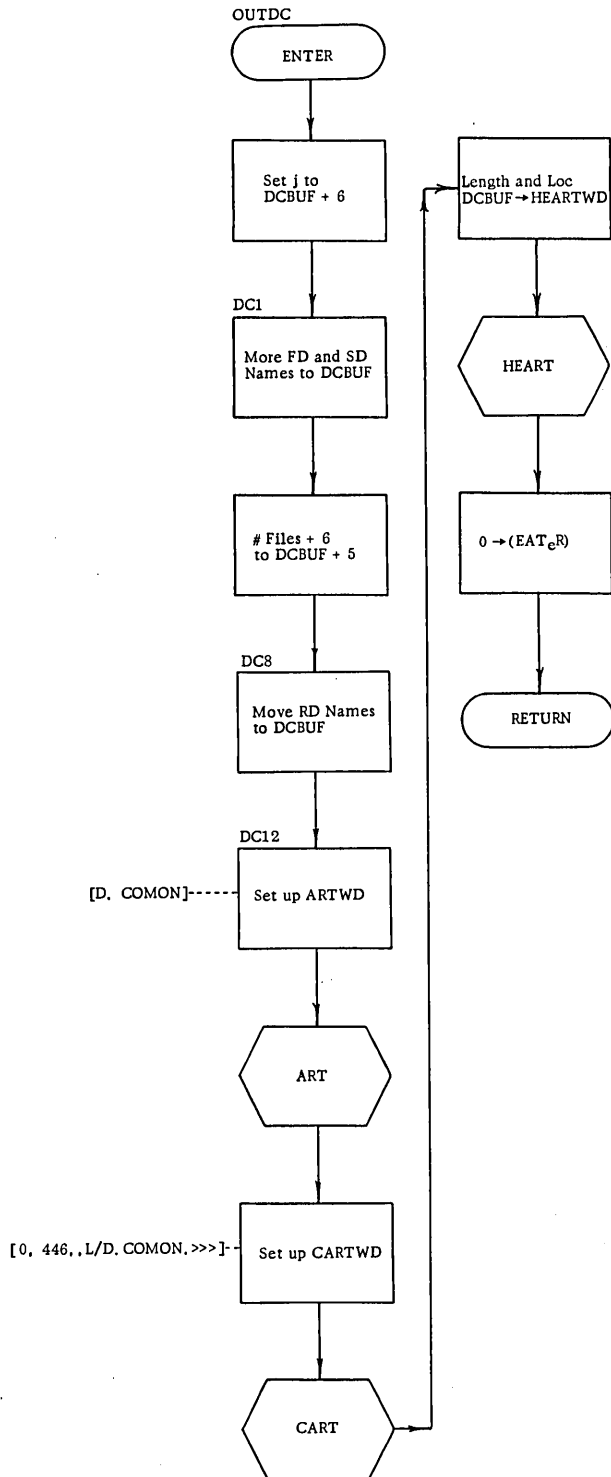 OUTDC
ENTER
Set j to
DCBUF + 6
DC1
More FD and SD
Names to DCBUF
# Files + 6
to DCBUF + 5
DC8
Move RD Names
to DCBUF
DC12
[D. COMON]
Set up ARTWD
ART
[0, 446, ,L/D. COMON. >>>]
Set up CARTWD
CART
Length and Loc
DCBUF → HEARTWD
HEART
0 → (EATeR)
RETURN